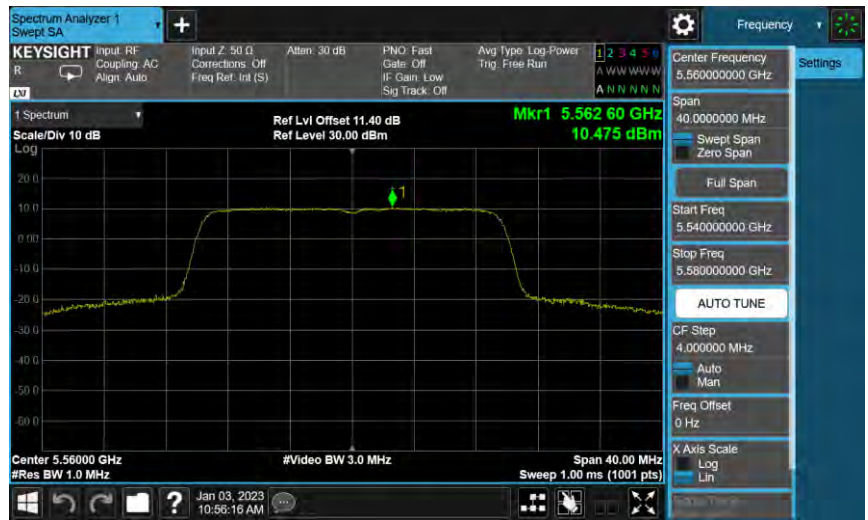 Spectrum Analyzer 1
Swept SA
+
Frequency
KEYSIGHT
R
LXI
Input: RF
Coupling: AC
Align: Auto
Input Z: 50 Ω
Corrections: Off
Freq Ref: Int (S)
Atten: 30 dB
PNO: Fast
Gate: Off
IF Gain: Low
Sig Track: Off
Avg Type: Log-Power
Trig: Free Run
1 2 3 4 5 6
A W W W W W
A N N N N N
1 Spectrum
Scale/Div 10 dB
Log
Ref Lvl Offset 11.40 dB
Ref Level 30.00 dBm
Mkr1 5.562 60 GHz
10.475 dBm
1
20.0
10.0
0.00
-10.0
-20.0
-30.0
-40.0
-50.0
-60.0
Center 5.56000 GHz
#Res BW 1.0 MHz
#Video BW 3.0 MHz
Span 40.00 MHz
Sweep 1.00 ms (1001 pts)
Center Frequency
5.560000000 GHz
Settings
Span
40.0000000 MHz
Swept Span
Zero Span
Full Span
Start Freq
5.540000000 GHz
Stop Freq
5.580000000 GHz
AUTO TUNE
CF Step
4.000000 MHz
Auto
Man
Freq Offset
0 Hz
X Axis Scale
Log
Lin
?
Jan 03, 2023
10:56:16 AM